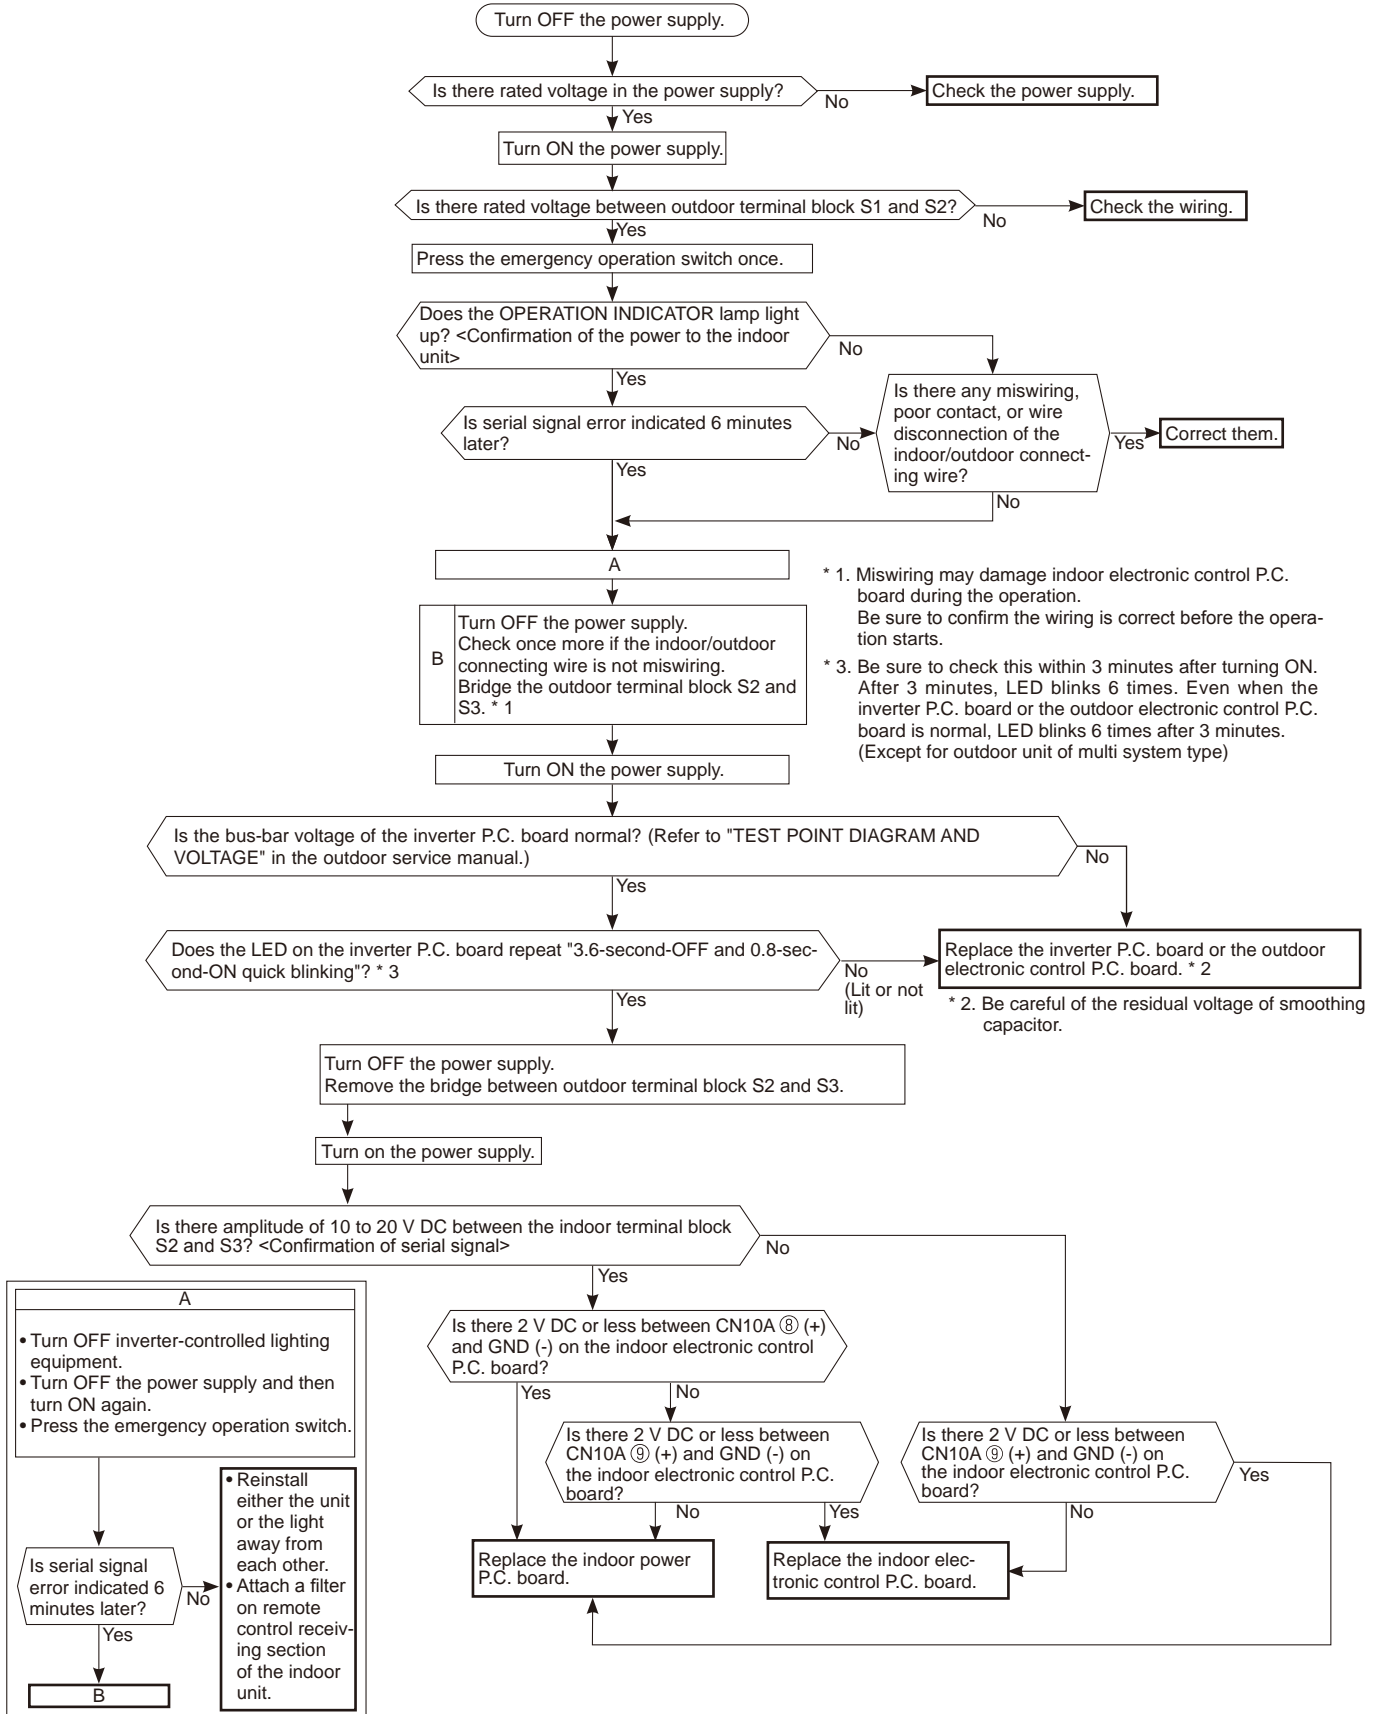 Turn OFF the power supply.
Is there rated voltage in the power supply?
No
Check the power supply.
Yes
Turn ON the power supply.
Is there rated voltage between outdoor terminal block S1 and S2?
No
Check the wiring.
Yes
Press the emergency operation switch once.
Does the OPERATION INDICATOR lamp light
up? <Confirmation of the power to the indoor
unit>
No
Yes
Is there any miswiring,
poor contact, or wire
disconnection of the
indoor/outdoor connect-
ing wire?
Yes
Correct them.
Is serial signal error indicated 6 minutes
later?
No
Yes
No
A
* 1. Miswiring may damage indoor electronic control P.C.
board during the operation.
Be sure to confirm the wiring is correct before the opera-
tion starts.
* 3. Be sure to check this within 3 minutes after turning ON.
After 3 minutes, LED blinks 6 times. Even when the
inverter P.C. board or the outdoor electronic control P.C.
board is normal, LED blinks 6 times after 3 minutes.
(Except for outdoor unit of multi system type)
B
Turn OFF the power supply.
Check once more if the indoor/outdoor
connecting wire is not miswiring.
Bridge the outdoor terminal block S2 and
S3. * 1
Turn ON the power supply.
Is the bus-bar voltage of the inverter P.C. board normal? (Refer to "TEST POINT DIAGRAM AND
VOLTAGE" in the outdoor service manual.)
No
Yes
Does the LED on the inverter P.C. board repeat "3.6-second-OFF and 0.8-sec-
ond-ON quick blinking"? * 3
No
(Lit or not
lit)
Replace the inverter P.C. board or the outdoor
electronic control P.C. board. * 2
* 2. Be careful of the residual voltage of smoothing
capacitor.
Yes
Turn OFF the power supply.
Remove the bridge between outdoor terminal block S2 and S3.
Turn on the power supply.
Is there amplitude of 10 to 20 V DC between the indoor terminal block
S2 and S3? <Confirmation of serial signal>
No
Yes
Is there 2 V DC or less between CN10A ⑧ (+)
and GND (-) on the indoor electronic control
P.C. board?
Yes
No
Is there 2 V DC or less between
CN10A ⑨ (+) and GND (-) on
the indoor electronic control P.C.
board?
No
Yes
Is there 2 V DC or less between
CN10A ⑨ (+) and GND (-) on
the indoor electronic control P.C.
board?
Yes
No
Replace the indoor power
P.C. board.
Replace the indoor elec-
tronic control P.C. board.
A
• Turn OFF inverter-controlled lighting
equipment.
• Turn OFF the power supply and then
turn ON again.
• Press the emergency operation switch.
Is serial signal
error indicated 6
minutes later?
No
Yes
B
• Reinstall
either the unit
or the light
away from
each other.
• Attach a filter
on remote
control receiv-
ing section
of the indoor
unit.